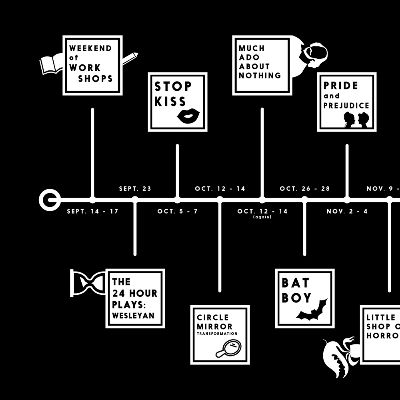 WEEKEND
of
WORK
SHOPS
STOP
KISS
MUCH
ADO
ABOUT
NOTHING
PRIDE
and
PREJUDICE
SEPT. 23
OCT. 12 - 14
OCT. 26 - 28
NOV. 9 -
SEPT. 14 - 17
OCT. 5 - 7
OCT. 12 - 14
(again)
NOV. 2 - 4
THE
24 HOUR
PLAYS:
WESLEYAN
CIRCLE
MIRROR
TRANSFORMATION
BAT
BOY
LITTLE
SHOP O
HORRO